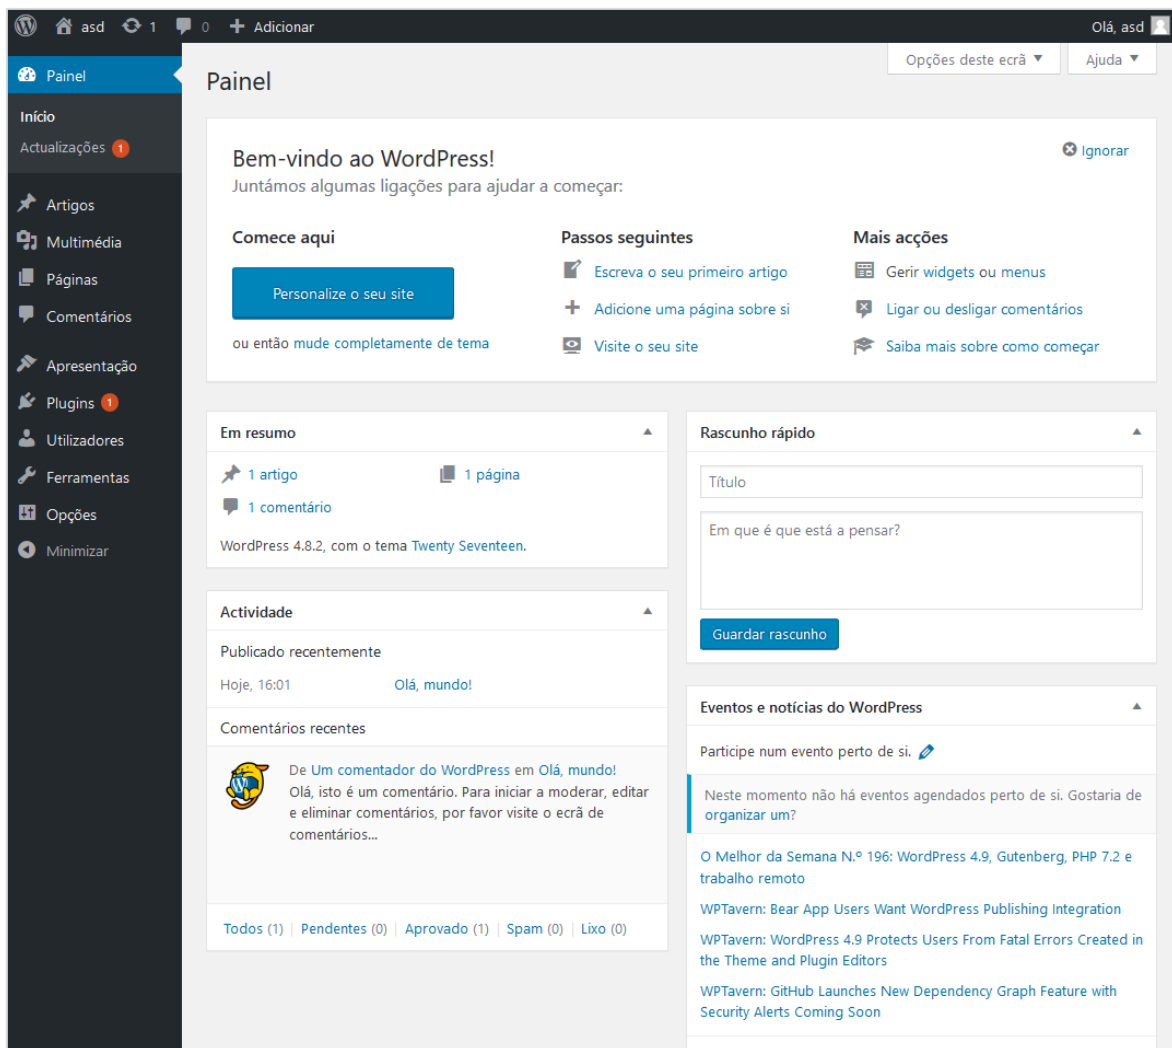 asd 1 0 Adicionar Olá, asd
Opções deste ecrã Ajuda
Painel
Início
Actualizações 1
Artigos
Multimédia
Páginas
Comentários
Apresentação
Plugins 1
Utilizadores
Ferramentas
Opções
Minimizar
Painel
Bem-vindo ao WordPress!
Ignorar
Juntámos algumas ligações para ajudar a começar:
Comece aqui
Personalize o seu site
ou então mude completamente de tema
Passos seguintes
Escreva o seu primeiro artigo
Adicione uma página sobre si
Visite o seu site
Mais acções
Gerir widgets ou menus
Ligar ou desligar comentários
Saiba mais sobre como começar
Em resumo
1 artigo 1 página
1 comentário
WordPress 4.8.2, com o tema Twenty Seventeen.
Actividade
Publicado recentemente
Hoje, 16:01 Olá, mundo!
Comentários recentes
De Um comentador do WordPress em Olá, mundo!
Olá, isto é um comentário. Para iniciar a moderar, editar
e eliminar comentários, por favor visite o ecrã de
comentários...
Todos (1) | Pendentes (0) | Aprovado (1) | Spam (0) | Lixo (0)
Rascunho rápido
Título
Em que é que está a pensar?
Guardar rascunho
Eventos e notícias do WordPress
Participe num evento perto de si.
Neste momento não há eventos agendados perto de si. Gostaria de
organizar um?
O Melhor da Semana N.º 196: WordPress 4.9, Gutenberg, PHP 7.2 e
trabalho remoto
WPTavern: Bear App Users Want WordPress Publishing Integration
WPTavern: WordPress 4.9 Protects Users From Fatal Errors Created in
the Theme and Plugin Editors
WPTavern: GitHub Launches New Dependency Graph Feature with
Security Alerts Coming Soon